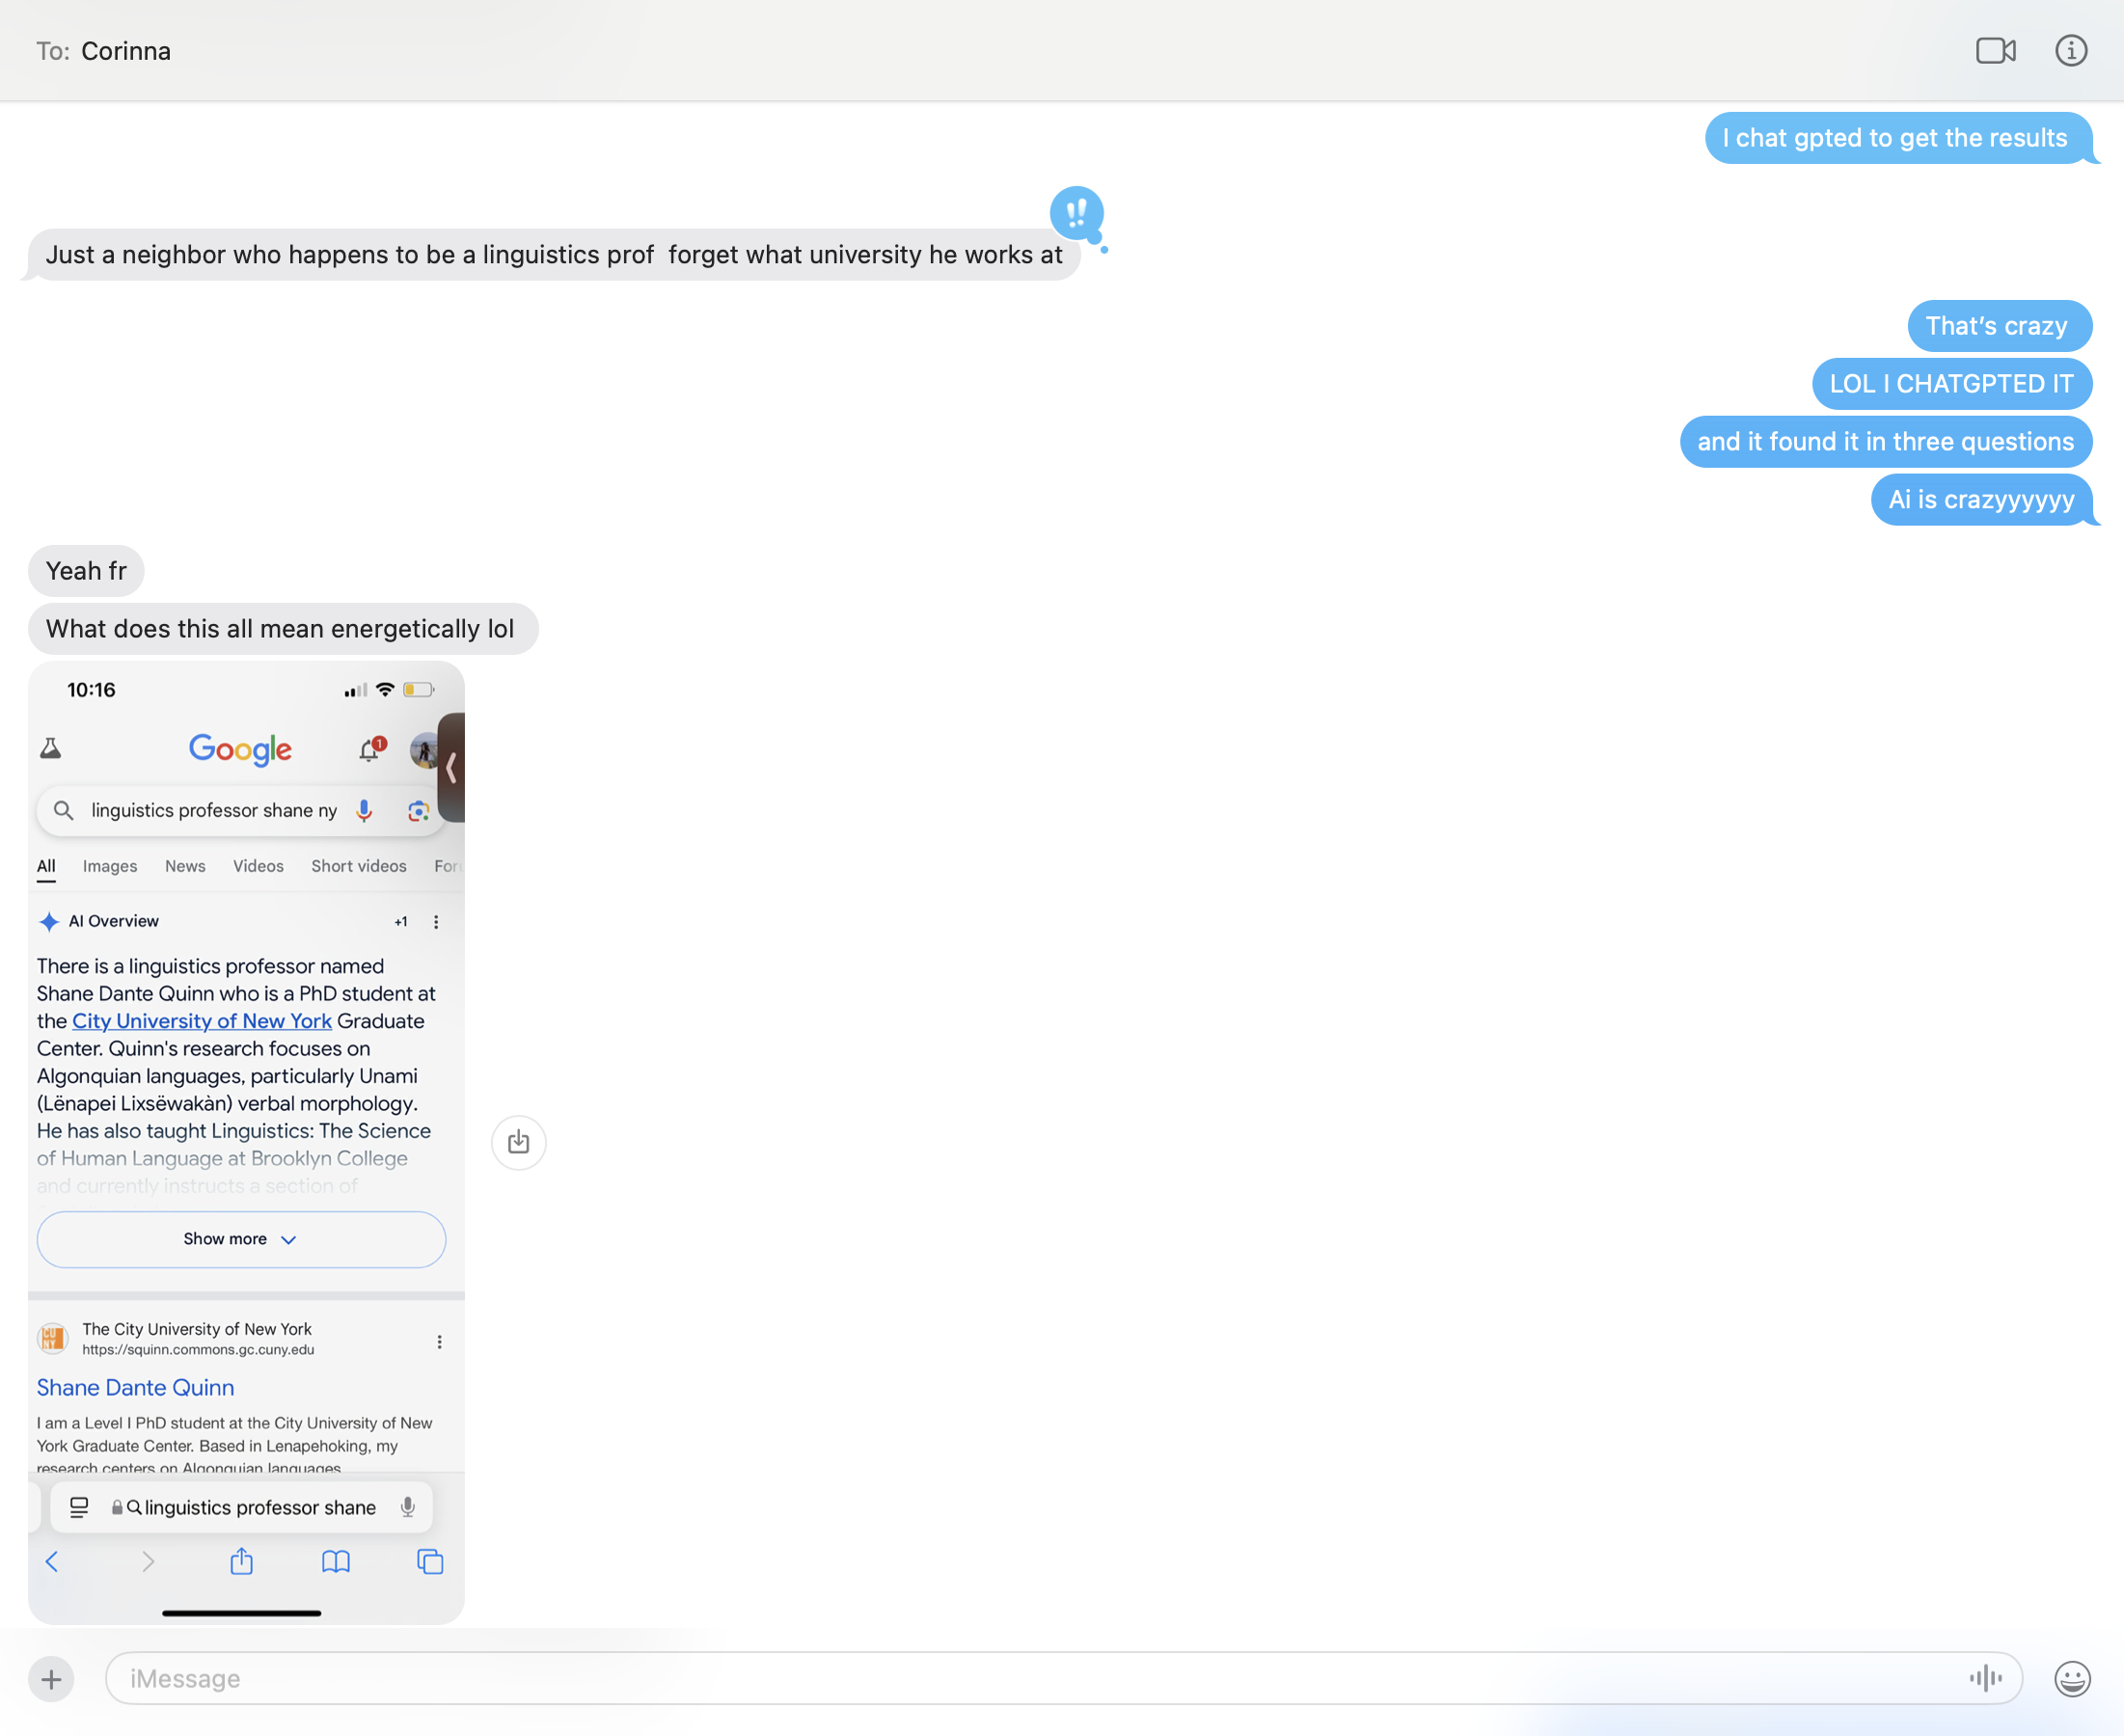 To: Corinna
I chat gpted to get the results
Just a neighbor who happens to be a linguistics prof  forget what university he works at
That's crazy
LOL I CHATGPTED IT
and it found it in three questions
Ai is crazyyyyyy
Yeah fr
What does this all mean energetically lol
10:16
Google
1
linguistics professor shane ny
All Images News Videos Short videos
AI Overview +1
There is a linguistics professor named
Shane Dante Quinn who is a PhD student at
the City University of New York Graduate
Center. Quinn's research focuses on
Algonquian languages, particularly Unami
(Lënapei Lixsëwakàn) verbal morphology.
He has also taught Linguistics: The Science
of Human Language at Brooklyn College
and currently instructs a section of
Show more
CUNY
The City University of New York
https://squinn.commons.gc.cuny.edu
Shane Dante Quinn
I am a Level I PhD student at the City University of New
York Graduate Center. Based in Lenapehoking, my
research centers on Algonquian languages
linguistics professor shane
iMessage